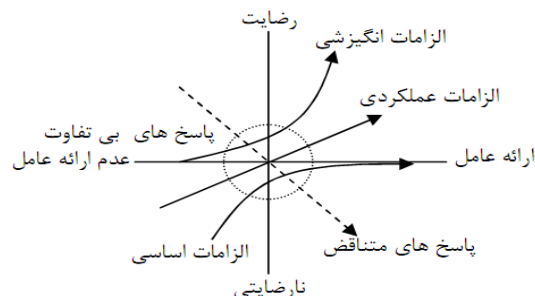 رضایت
الزامات انگیزشی
الزامات عملکردی
پاسخ های بی تفاوت
ارائه عامل
عدم ارائه عامل
پاسخ های متناقض
الزامات اساسی
نارضایتی